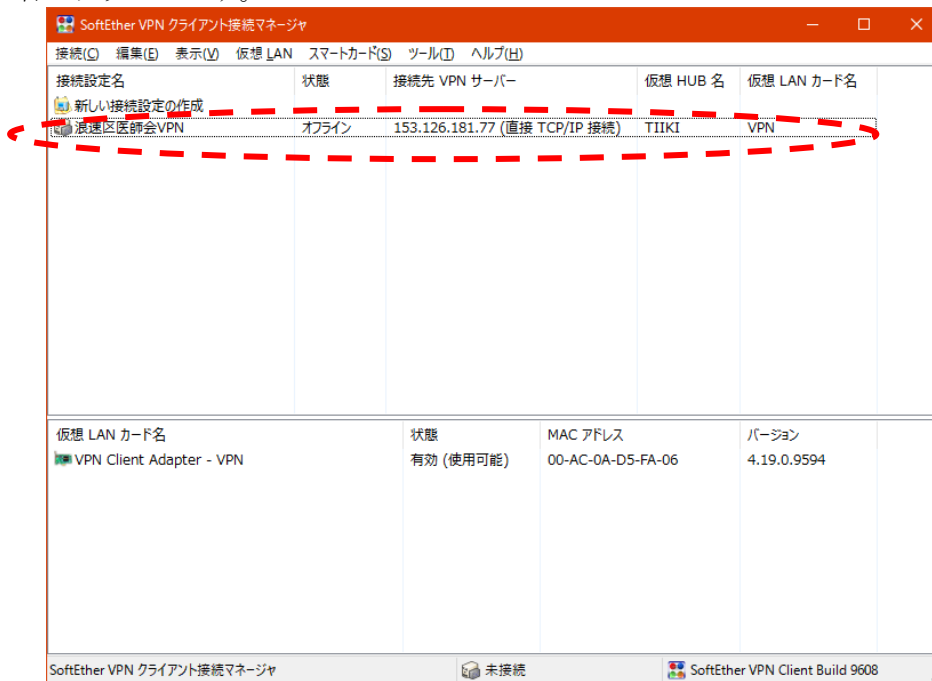 SoftEther VPN クライアント接続マネージャ
接続(C) 編集(E) 表示(V) 仮想 LAN スマートカード(S) ツール(T) ヘルプ(H)
接続設定名 状態 接続先 VPN サーバー 仮想 HUB 名 仮想 LAN カード名
新しい接続設定の作成
浪速区医師会VPN オフライン 153.126.181.77 (直接 TCP/IP 接続) TIIKI VPN
仮想 LAN カード名 状態 MAC アドレス バージョン
VPN Client Adapter - VPN 有効 (使用可能) 00-AC-0A-D5-FA-06 4.19.0.9594
SoftEther VPN クライアント接続マネージャ 未接続 SoftEther VPN Client Build 9608